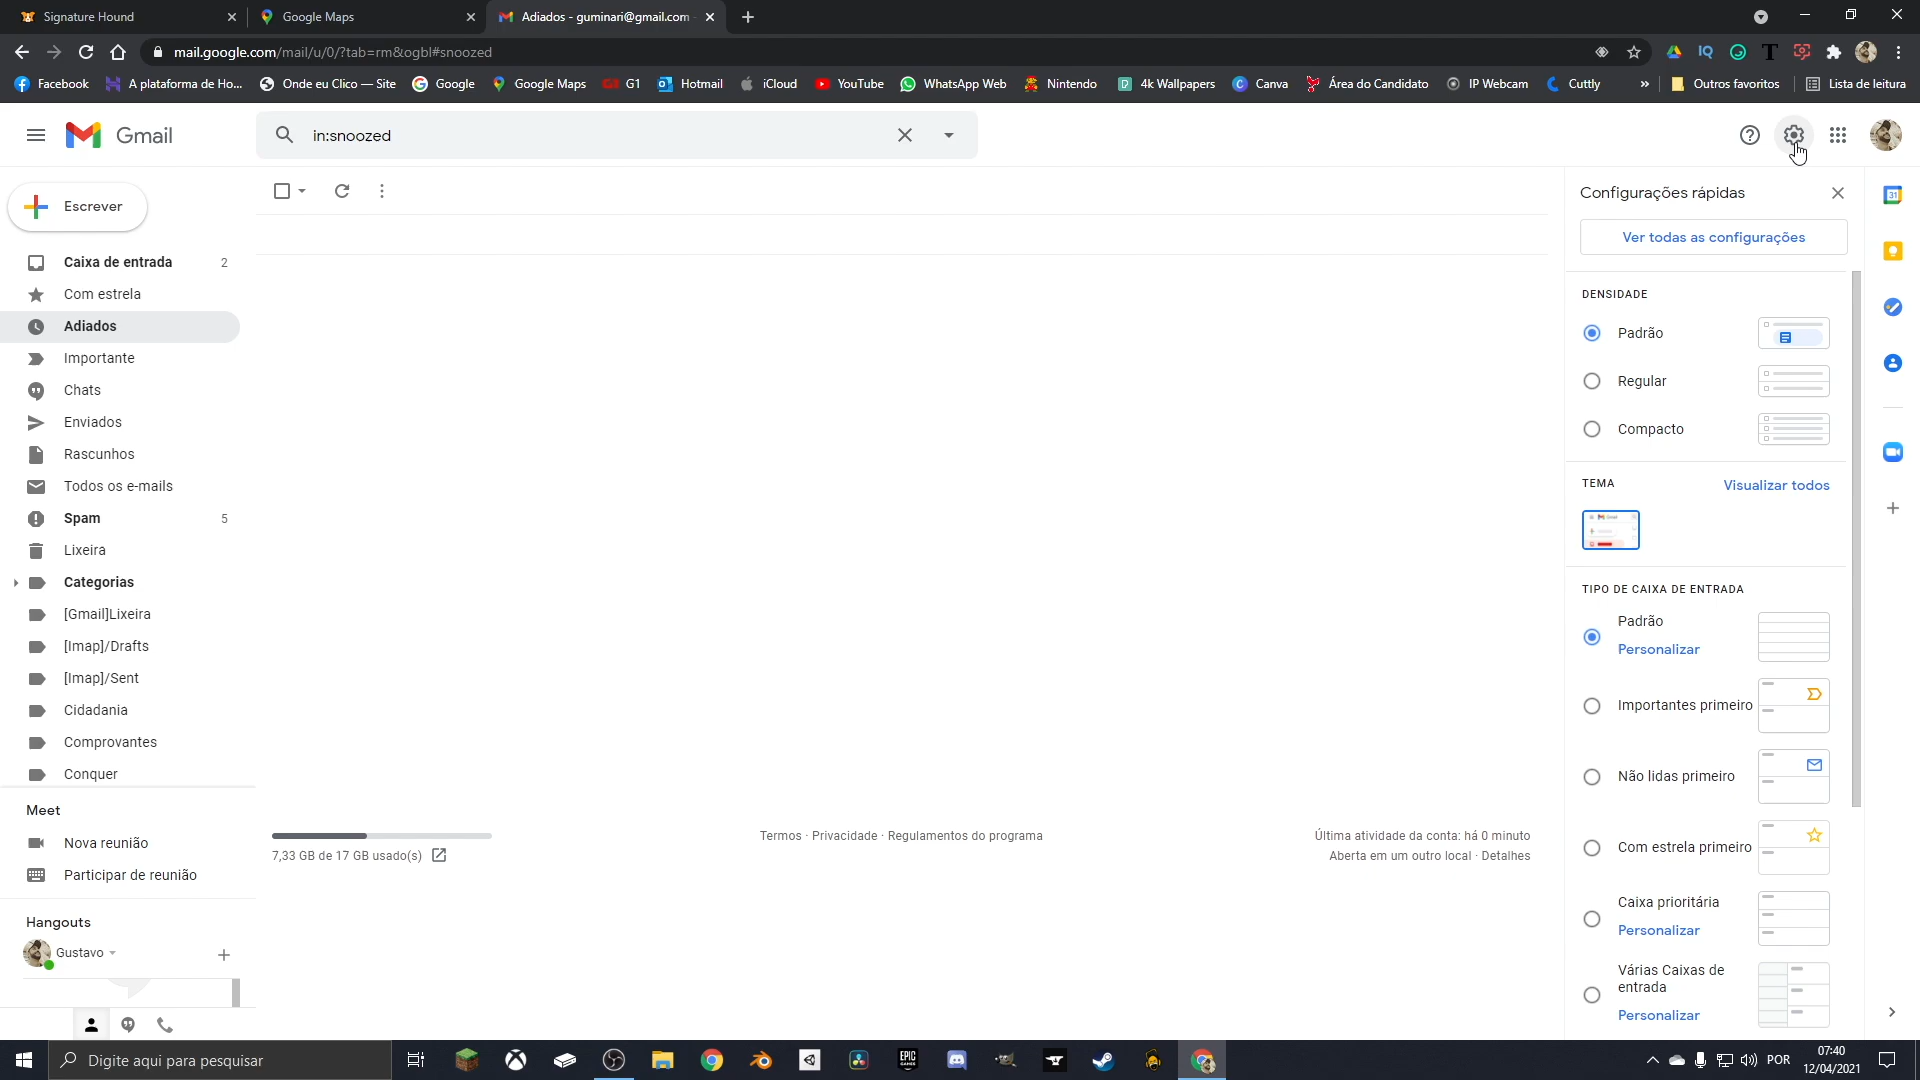 Signature Hound
Google Maps
Adiados - guminari@gmail.com
mail.google.com/mail/u/0/?tab=rm&ogbl#snoozed
Facebook
A plataforma de Ho...
Onde eu Clico — Site
Google
Google Maps
G1
Hotmail
iCloud
YouTube
WhatsApp Web
Nintendo
4k Wallpapers
Canva
Área do Candidato
IP Webcam
Cuttly
»
Outros favoritos
Lista de leitura
Gmail
in:snoozed
Escrever
Caixa de entrada 2
Com estrela
Adiados
Importante
Chats
Enviados
Rascunhos
Todos os e-mails
Spam 5
Lixeira
Categorias
[Gmail]Lixeira
[Imap]/Drafts
[Imap]/Sent
Cidadania
Comprovantes
Conquer
Meet
Nova reunião
Participar de reunião
Hangouts
Gustavo
7,33 GB de 17 GB usado(s)
Termos · Privacidade · Regulamentos do programa
Última atividade da conta: há 0 minuto
Aberta em um outro local · Detalhes
Configurações rápidas
Ver todas as configurações
DENSIDADE
Padrão
Regular
Compacto
TEMA
Visualizar todos
TIPO DE CAIXA DE ENTRADA
Padrão
Personalizar
Importantes primeiro
Não lidas primeiro
Com estrela primeiro
Caixa prioritária
Personalizar
Várias Caixas de
entrada
Personalizar
31
Digite aqui para pesquisar
EPIC
GAMES
POR
07:40
12/04/2021